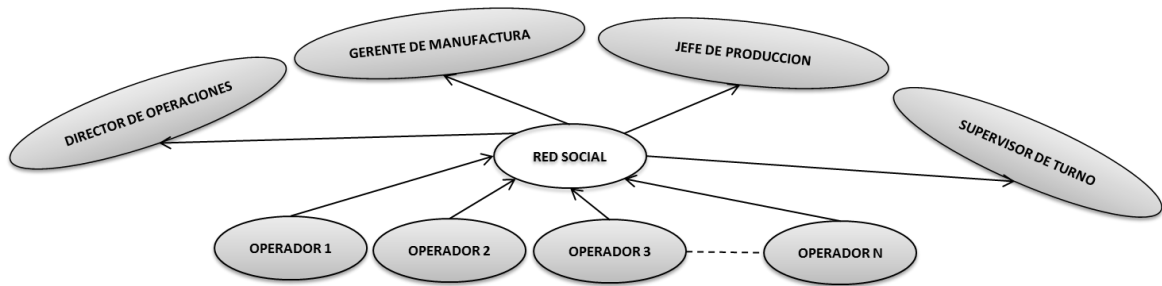 GERENTE DE MANUFACTURA
JEFE DE PRODUCCION
DIRECTOR DE OPERACIONES
SUPERVISOR DE TURNO
RED SOCIAL
OPERADOR 1
OPERADOR 2
OPERADOR 3
OPERADOR N